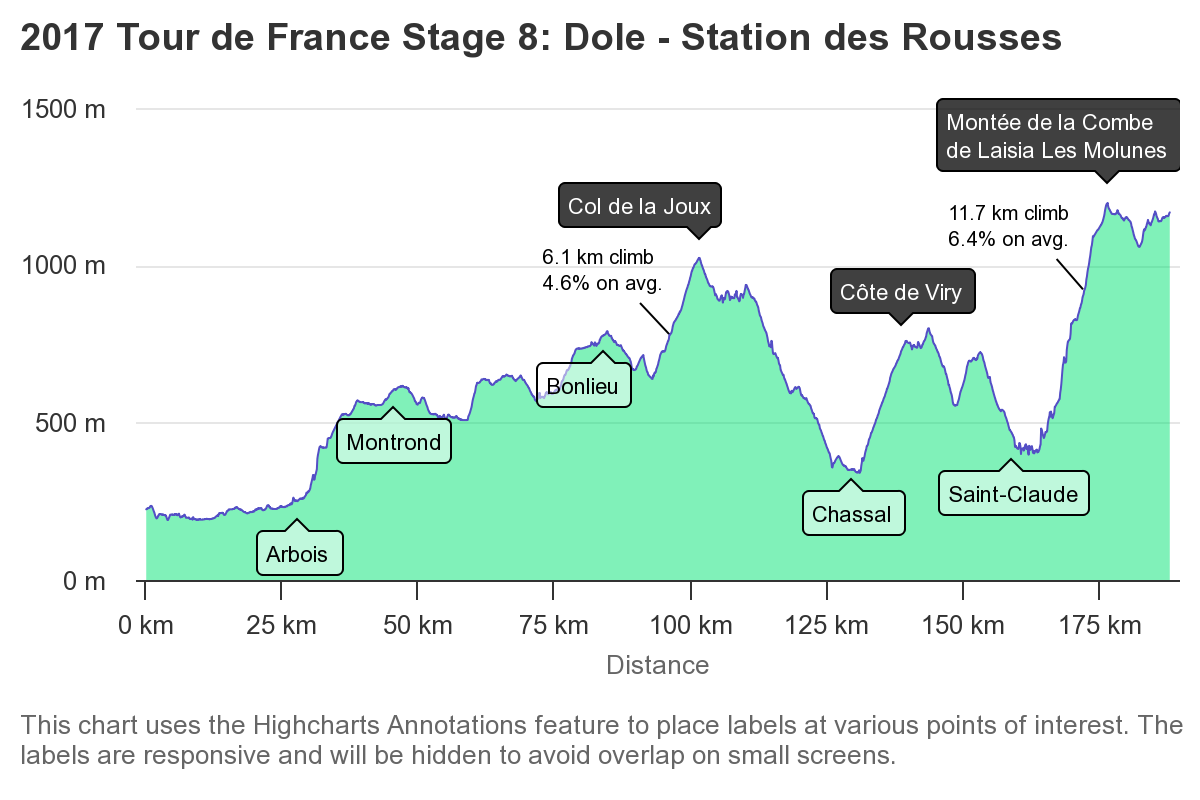 2017 Tour de France Stage 8: Dole - Station des Rousses
1500 m
Montée de la Combe
de Laisia Les Molunes
Col de la Joux
11.7 km climb
6.4% on avg.
6.1 km climb
4.6% on avg.
1000 m
Côte de Viry
Bonlieu
500 m
Montrond
Saint-Claude
Chassal
Arbois
0 m
0 km
25 km
50 km
75 km
100 km
125 km
150 km
175 km
Distance
This chart uses the Highcharts Annotations feature to place labels at various points of interest. The
labels are responsive and will be hidden to avoid overlap on small screens.